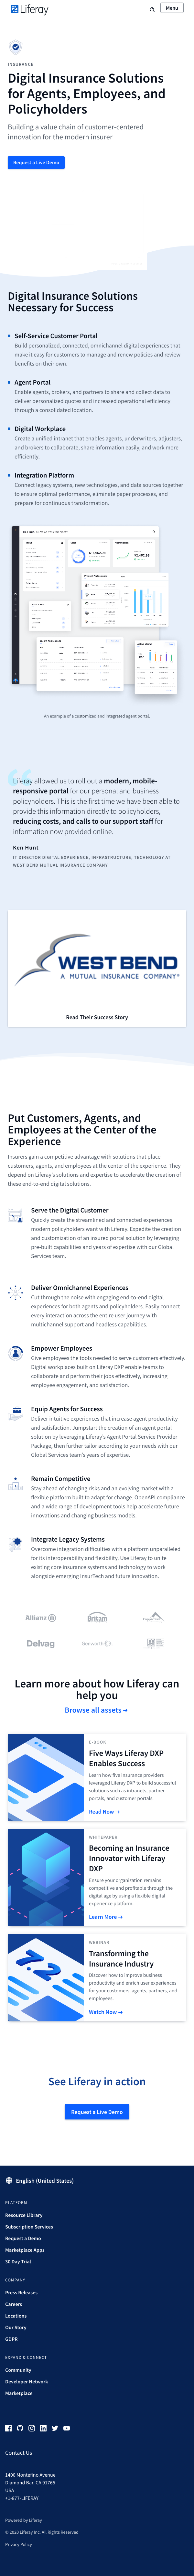 Liferay
Menu
INSURANCE
Digital Insurance Solutions
for Agents, Employees, and
Policyholders
Building a value chain of customer-centered
innovation for the modern insurer
Request a Live Demo
Digital Insurance Solutions
Necessary for Success
Self-Service Customer Portal
Build personalized, connected, omnichannel digital experiences that
make it easy for customers to manage and renew policies and see
benefits on their own.
Agent Portal
Enable agents, brokers, and partners to share and collect data to
deliver personalized quotes and increased operational efficiency
through a consolidated location.
Digital Workplace
Create a unified intranet that enables agents, underwriters, adjusters,
and brokers to collaborate, share information easily, and work more
efficiently.
Integration Platform
Connect legacy systems, new technologies, and data sources together
to extend systems of potential, eliminate paper processes, and
prepare for continuous transformation.
An example of a customized and integrated agent portal.
Liferay allowed us to roll out a modern, mobile-
responsive portal for our personal and business
policyholders. This is the first time we have been able to
provide information directly to policyholders,
reducing costs, and calls to our support staff for
information now provided online.
Ken Hunt
IT DIRECTOR DIGITAL EXPERIENCE, INFRASTRUCTURE, TECHNOLOGY AT
WEST BEND MUTUAL INSURANCE COMPANY
WEST BEND
A MUTUAL INSURANCE COMPANY®
Read Their Success Story
Put Customers, Agents, and
Employees at the Center of the
Experience
Insurers gain a competitive advantage with solutions that place
customers, agents, and employees at the center of the experience. They
depend on Liferay's technology and expertise to accelerate the creation of
these end-to-end digital solutions.
Serve the Digital Customer
Quickly create the streamlined and connected experiences
modern policyholders want with Liferay. Expedite the creation
of a customized and an insured portal solution by leveraging
pre-built capabilities and years of expertise with our Global
Services team.
Deliver Omnichannel Experiences
Cut through the noise with engaging end-to-end digital
experiences for both agents and policyholders. Easily connect
every interaction across the entire user journey with
multichannel support and headless capabilities.
Empower Employees
Give employees the tools needed to serve customers effectively.
Digital workplaces built on Liferay DXP enable teams to
collaborate and perform their jobs effectively, increasing
employee engagement, and satisfaction.
Equip Agents for Success
Deliver intuitive experiences that increase agent productivity
and satisfaction. Jumpstart the creation of an agent portal
solution by leveraging Liferay's Agent Portal Service Provider
Package, then further tailor according to your needs with our
Global Services team's years of expertise.
Remain Competitive
Stay ahead of changing risks and an evolving market with a
flexible platform built to adapt to change. OpenAPI compliance
and a wide range of development tools help accelerate future
innovations and changing business models.
Integrate Legacy Systems
Overcome integration difficulties with a platform unparalleled
for its interoperability and flexibility. Use Liferay to unite
existing core insurance systems and technology to work
alongside emerging InsurTech and future innovation.
Allianz
Britam
Delvag
Genworth
Learn more about how Liferay can
help you
Browse all assets →
E-BOOK
Five Ways Liferay DXP
Enables Success
Learn how five insurance providers
leveraged Liferay DXP to build successful
solutions such as intranets, partner
portals, and customer portals.
Read Now →
WHITEPAPER
Becoming an Insurance
Innovator with Liferay
DXP
Ensure your organization remains
competitive and profitable through the
digital age by using a flexible digital
experience platform.
Learn More →
7.2
WEBINAR
Transforming the
Insurance Industry
Discover how to improve business
productivity and enrich user experiences
for your customers, agents, partners, and
employees.
Watch Now →
See Liferay in action
Request a Live Demo
English (United States)
PLATFORM
Resource Library
Subscription Services
Request a Demo
Marketplace Apps
30 Day Trial
COMPANY
Press Releases
Careers
Locations
Our Story
GDPR
EXPAND & CONNECT
Community
Developer Network
Marketplace
Contact Us
1400 Montefino Avenue
Diamond Bar, CA 91765
USA
+1-877-LIFERAY
Powered by Liferay
© 2020 Liferay Inc. All Rights Reserved
Privacy Policy